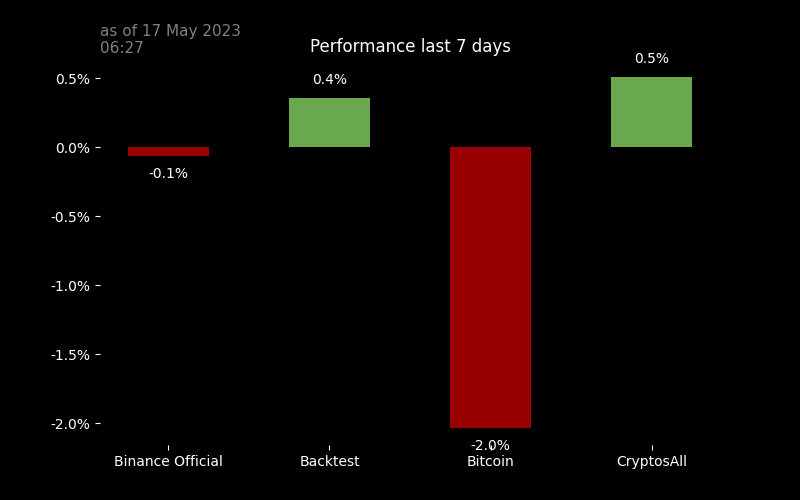 as of 17 May 2023
06:27
Performance last 7 days
0.5%
0.4%
0.5%
0.0%
-0.1%
-0.5%
-1.0%
-1.5%
-2.0%
-2.0%
Binance Official
Backtest
Bitcoin
CryptosAll